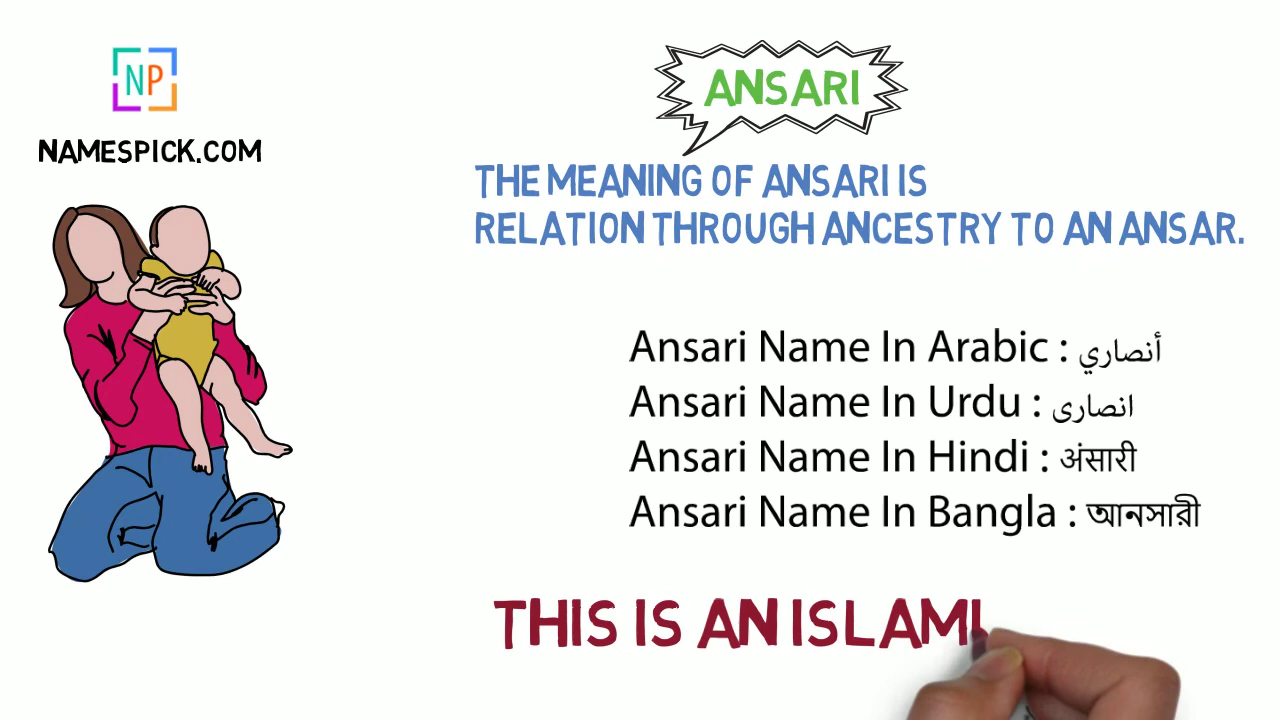 NP
NAMESPICK.COM
ANSARI
THE MEANING OF ANSARI IS
RELATION THROUGH ANCESTRY TO AN ANSAR.
Ansari Name In Arabic : أنصاري
Ansari Name In Urdu : انصاری
Ansari Name In Hindi : अंसारी
Ansari Name In Bangla : আনসারী
THIS IS AN ISLAMI